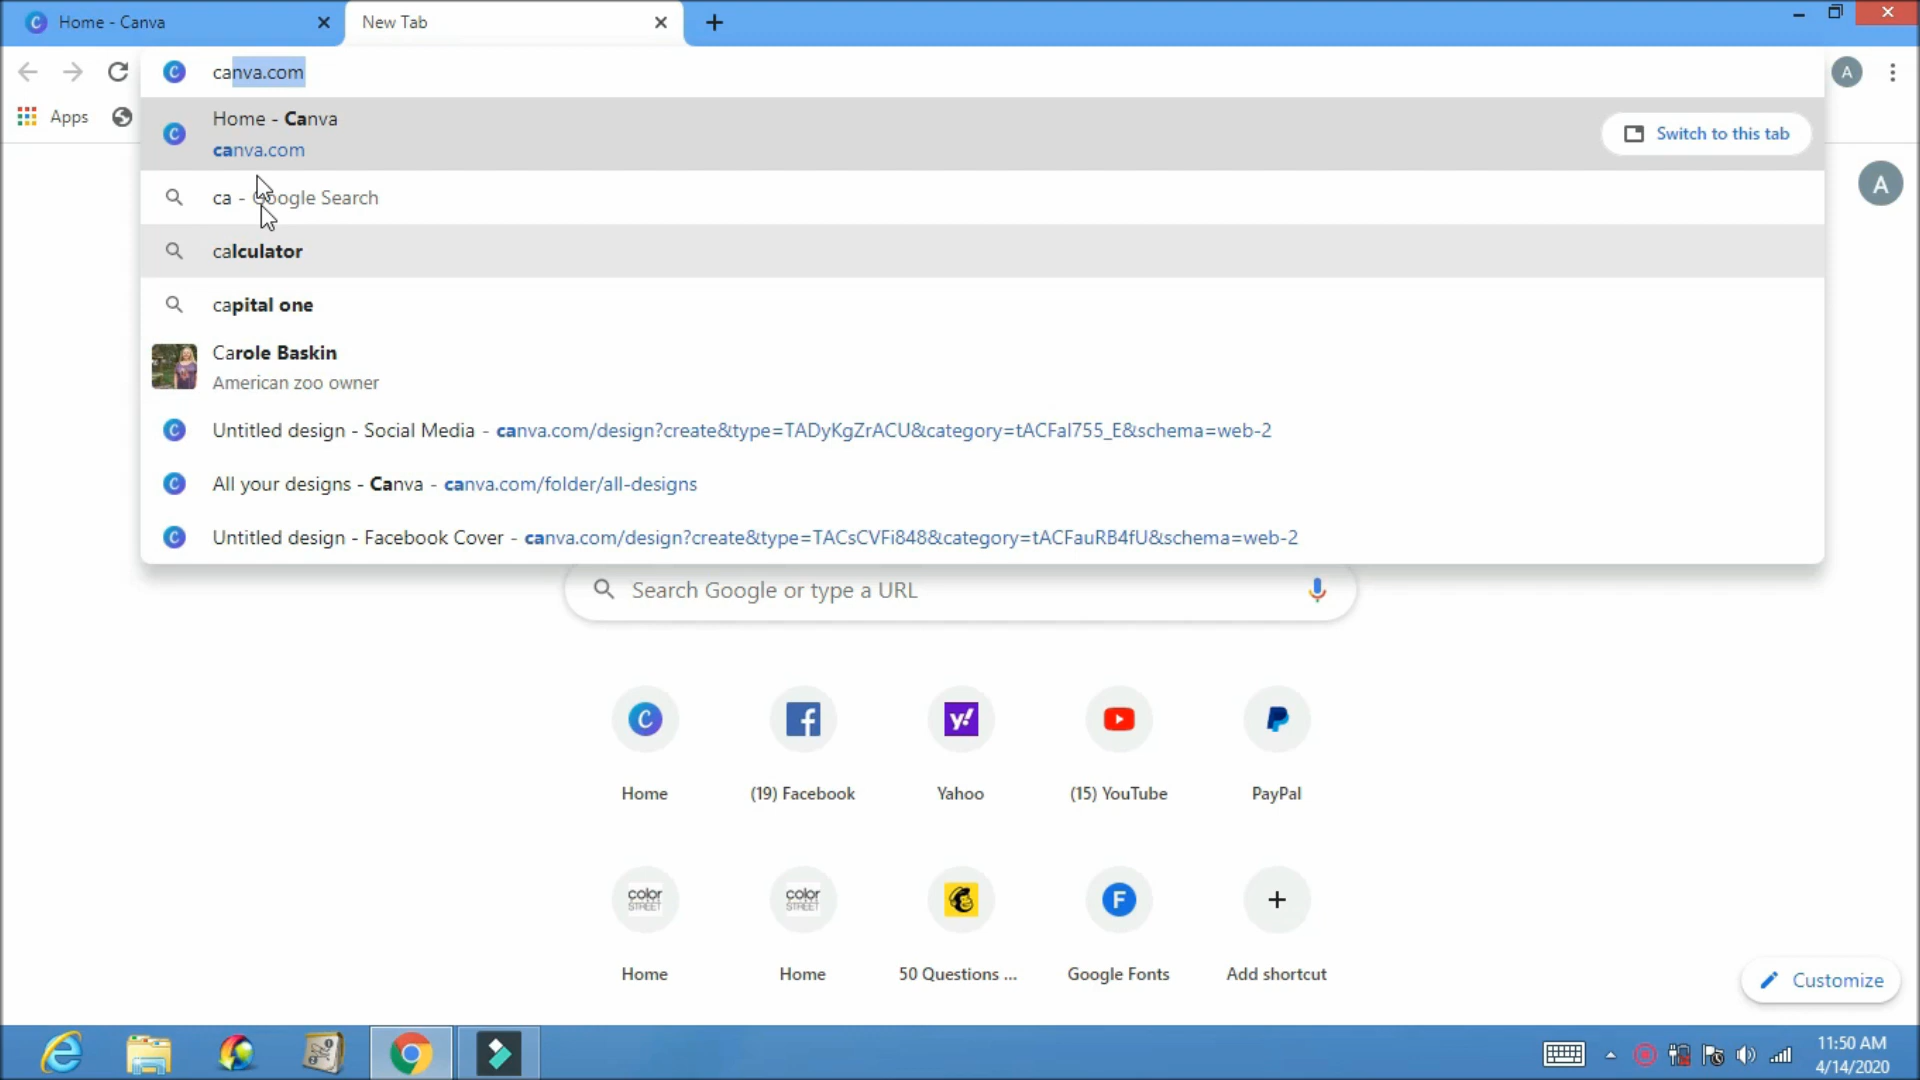 Home - Canva
New Tab
canva.com
A
Apps
Home - Canva
canva.com
Switch to this tab
A
ca - Google Search
calculator
capital one
Carole Baskin
American zoo owner
Untitled design - Social Media - canva.com/design?create&type=TADyKgZrACU&category=tACFal755_E&schema=web-2
All your designs - Canva - canva.com/folder/all-designs
Untitled design - Facebook Cover - canva.com/design?create&type=TACsCVFi848&category=tACFauRB4fU&schema=web-2
Search Google or type a URL
Home
(19) Facebook
Yahoo
(15) YouTube
PayPal
color STREET
color STREET
F
Home
Home
50 Questions ...
Google Fonts
Add shortcut
Customize
11:50 AM
4/14/2020